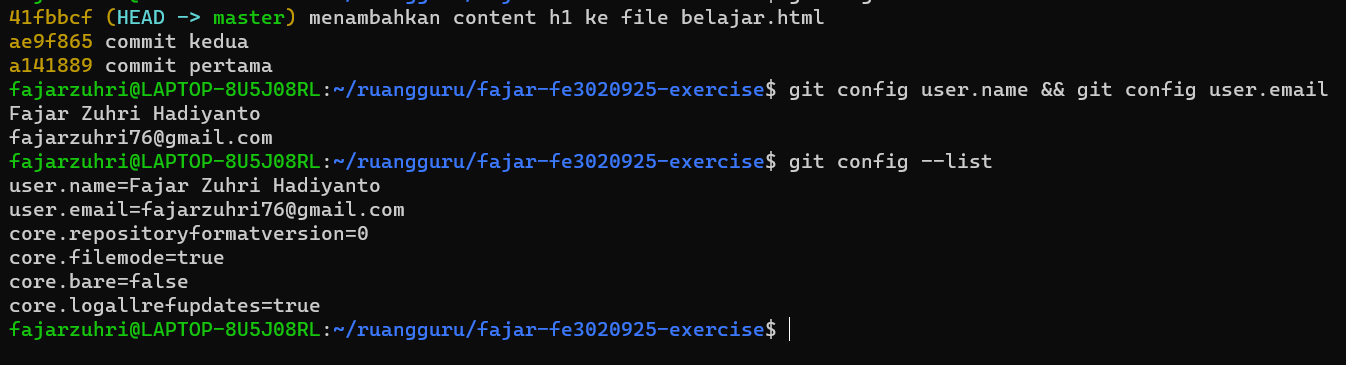 41fbbcf (HEAD -> master) menambahkan content h1 ke file belajar.html
ae9f865 commit kedua
a141889 commit pertama
fajarzuhri@LAPTOP-8U5J08RL:~/ruangguru/fajar-fe3020925-exercise$ git config user.name && git config user.email
Fajar Zuhri Hadiyanto
fajarzuhri76@gmail.com
fajarzuhri@LAPTOP-8U5J08RL:~/ruangguru/fajar-fe3020925-exercise$ git config --list
user.name=Fajar Zuhri Hadiyanto
user.email=fajarzuhri76@gmail.com
core.repositoryformatversion=0
core.filemode=true
core.bare=false
core.logallrefupdates=true
fajarzuhri@LAPTOP-8U5J08RL:~/ruangguru/fajar-fe3020925-exercise$